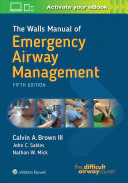 Activate your eBook
The Walls Manual of
Emergency
Airway
Management
FIFTH EDITION
Calvin A. Brown III
John C. Sakles
Nathan W. Mick
Wolters Kluwer
the difficult
airway course